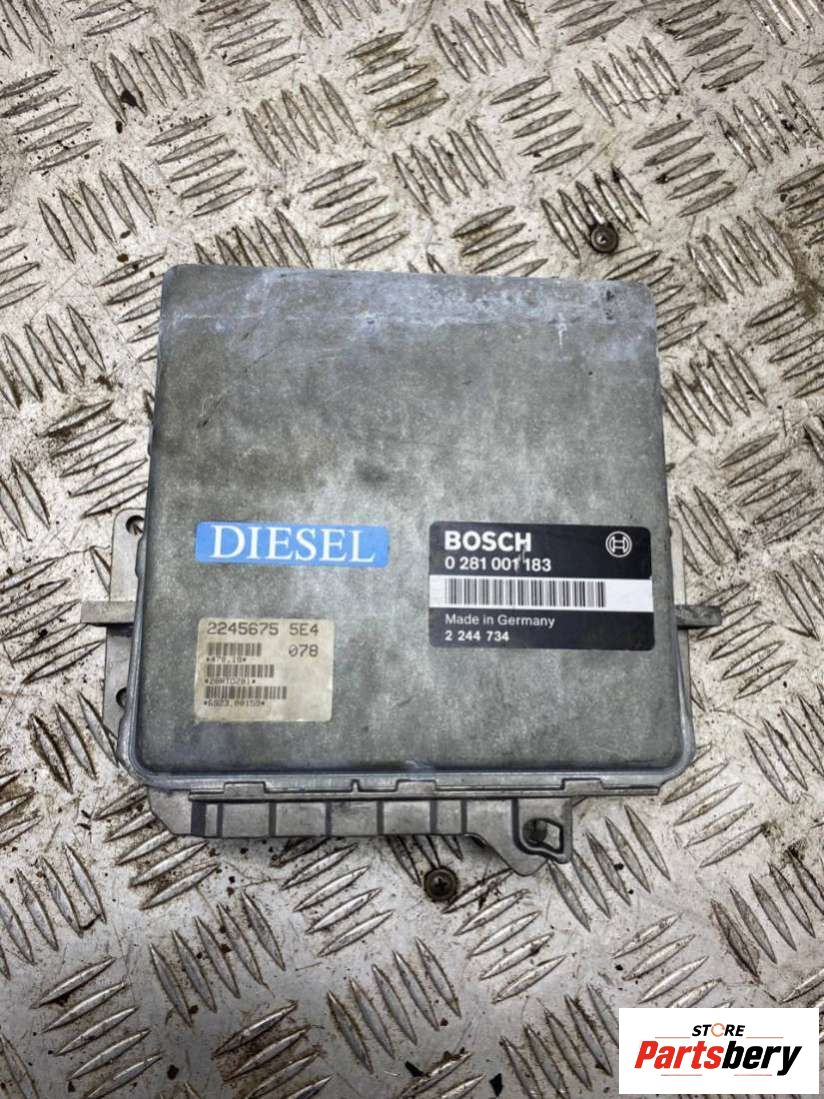 DIESEL
BOSCH
0 281 001 183
Made in Germany
2 244 734
2245675 5E4
078
STORE
Partsbery